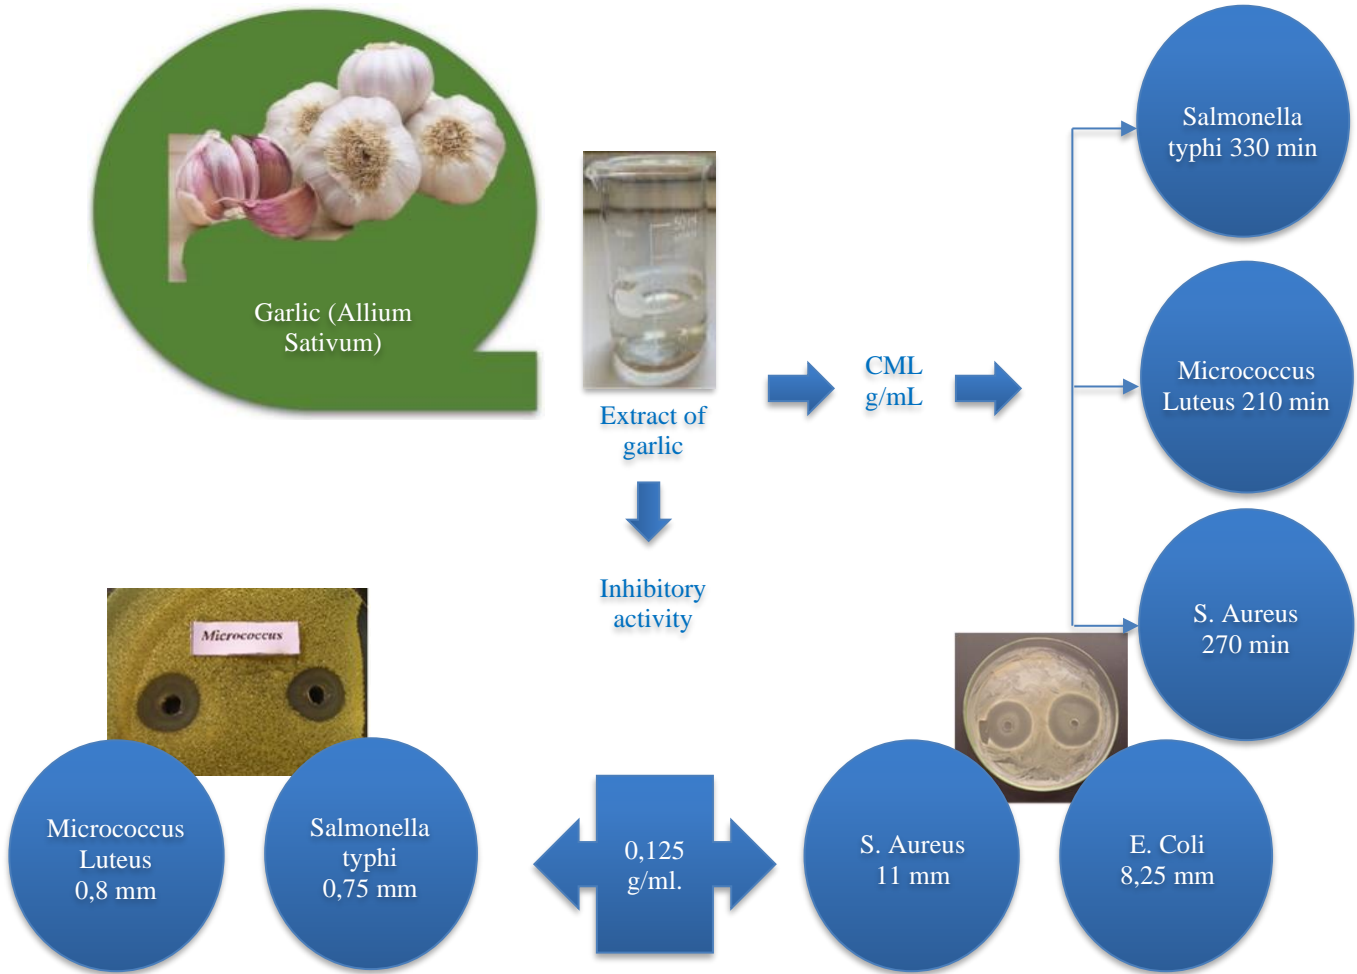 Garlic (Allium
Sativum)
Extract of
garlic
CML
g/mL
Salmonella
typhi 330 min
Micrococcus
Luteus 210 min
S. Aureus
270 min
Inhibitory
activity
Micrococcus
Micrococcus
Luteus
0,8 mm
Salmonella
typhi
0,75 mm
0,125
g/ml.
S. Aureus
11 mm
E. Coli
8,25 mm